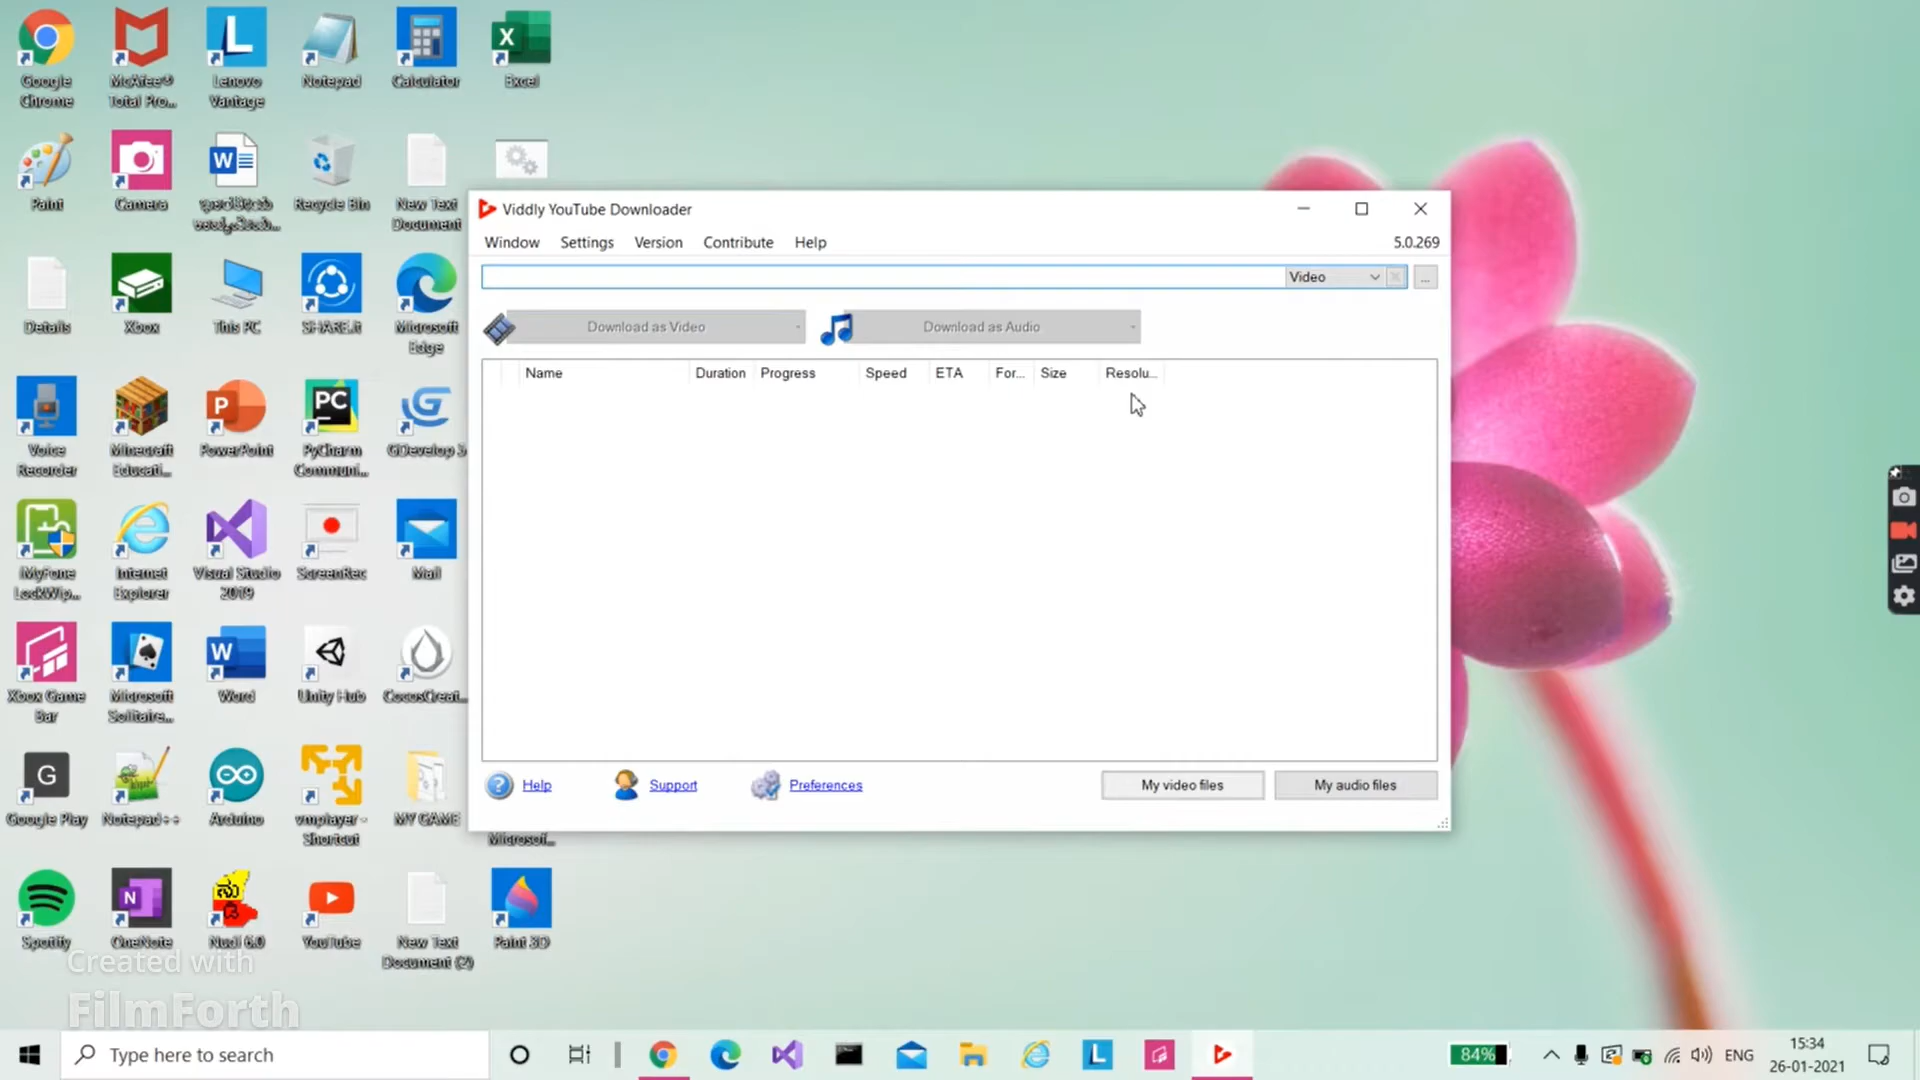 Google
Chrome
McAfee®
Total Pro...
Lenovo
Vantage
Notepad
Calculator
Excel
Paint
Camera
Recycle Bin
New Text
Document
Details
Xbox
This PC
SHAREit
Microsoft
Edge
Voice
Recorder
Minecraft
Educati...
PowerPoint
PyCharm
Communi...
GDevelop 5
iMyFone
LockWip...
Internet
Explorer
Visual Studio
2019
ScreenRec
Mail
Xbox Game
Bar
Microsoft
Solitaire...
Word
Unity Hub
CocosCreat...
Google Play
Notepad++
Arduino
vmplayer -
Shortcut
MY GAME
Microsoft...
Spotify
OneNote
Nudi 6.0
YouTube
New Text
Document (2)
Paint 3D
Viddly YouTube Downloader
Window Settings Version Contribute Help 5.0.269
Video ...
Download as Video Download as Audio
Name Duration Progress Speed ETA For... Size Resolu...
Help Support Preferences My video files My audio files
Created with
FilmForth
Type here to search
84%
ENG
15:34
26-01-2021